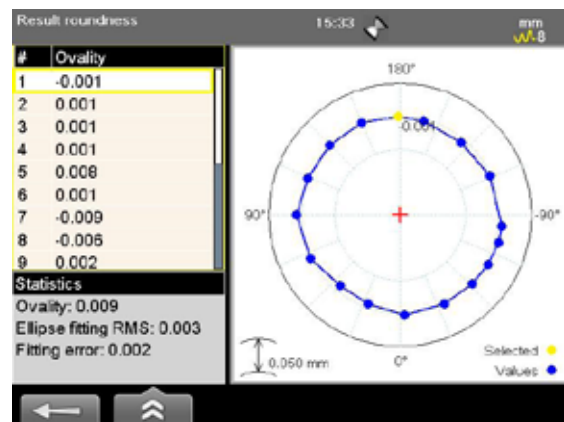 Result roundness 15:33 mm
8
# Ovality
1 -0.001
2 0.001
3 0.001
4 0.001
5 0.008
6 0.001
7 -0.009
8 -0.006
9 0.002
Statistics
Ovality: 0.009
Ellipse fitting RMS: 0.003
Fitting error: 0.002
180°
-0.001
90°
-90°
0°
0.050 mm
Selected
Values